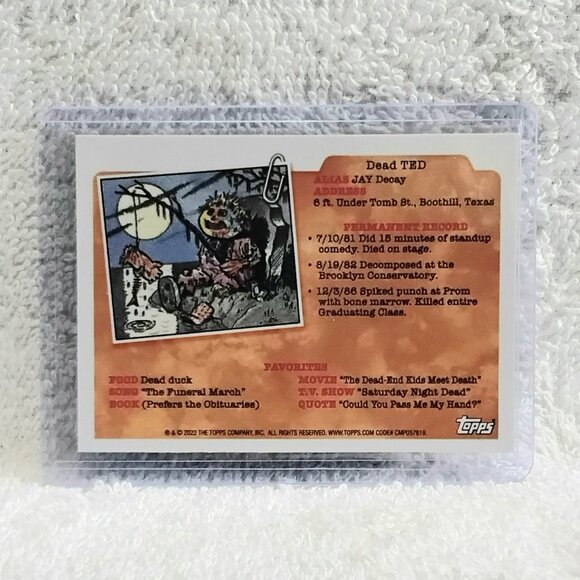 Dead TED
ALIAS JAY Decay
ADDRESS
6 ft. Under Tomb St., Boothill, Texas
PERMANENT RECORD
• 7/10/81 Did 15 minutes of standup
comedy. Died on stage.
• 8/19/82 Decomposed at the
Brooklyn Conservatory.
• 12/3/86 Spiked punch at Prom
with bone marrow. Killed entire
Graduating Class.
FAVORITES
FOOD Dead duck
SONG "The Funeral March"
BOOK (Prefers the Obituaries)
MOVIE "The Dead-End Kids Meet Death"
T.V. SHOW "Saturday Night Dead"
QUOTE "Could You Pass Me My Hand?"
® & © 2022 THE TOPPS COMPANY, INC. ALL RIGHTS RESERVED. WWW.TOPPS.COM CODE# CMP057819.
TOPPS